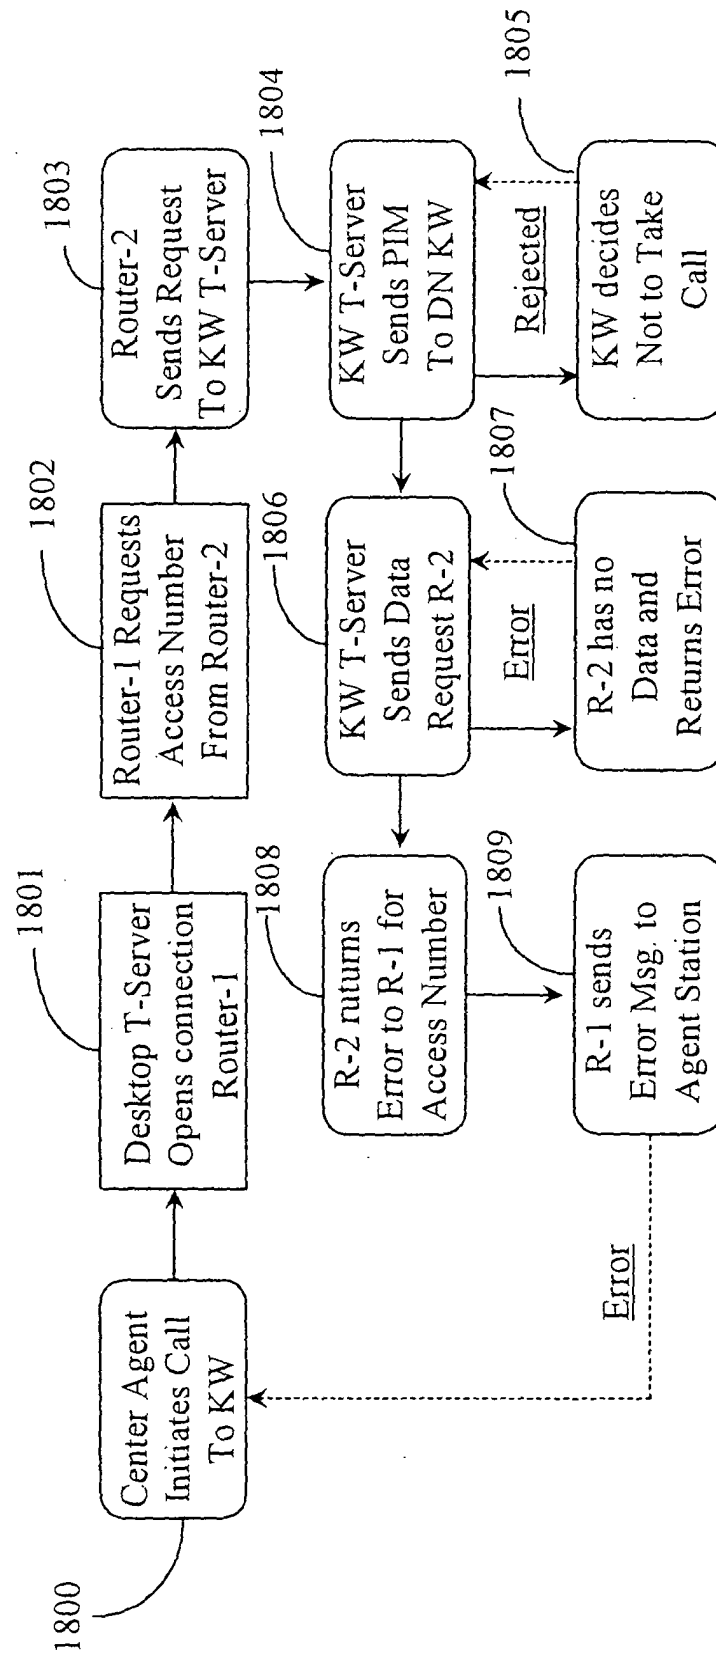 1800
Center Agent
Initiates Call
To KW
1801
Desktop T-Server
Opens connection
Router-1
1802
Router-1 Requests
Access Number
From Router-2
1803
Router-2
Sends Request
To KW T-Server
1804
KW T-Server
Sends PIM
To DN KW
Rejected
1805
KW decides
Not to Take
Call
1806
KW T-Server
Sends Data
Request R-2
Error
1807
R-2 has no
Data and
Returns Error
1808
R-2 ruturns
Error to R-1 for
Access Number
1809
R-1 sends
Error Msg. to
Agent Station
Error